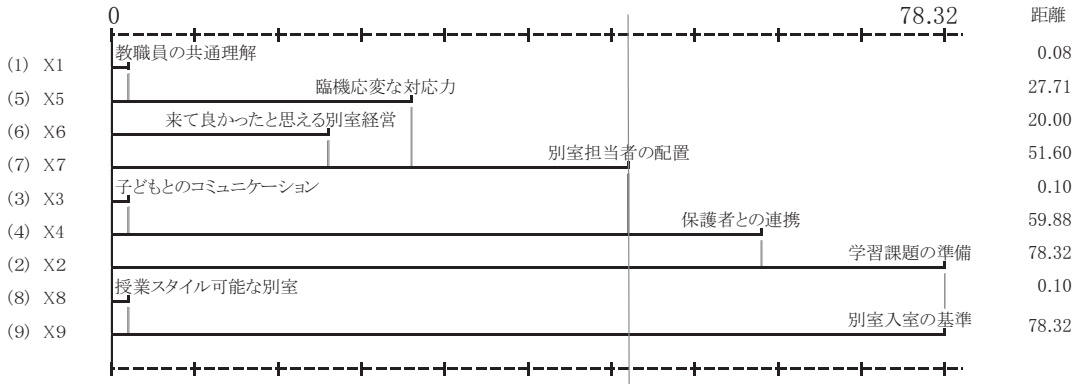 0 78.32 距離
教職員の共通理解
(1) X1 0.08
臨機応変な対応力
(5) X5 27.71
来て良かったと思える別室経営
(6) X6 20.00
別室担当者の配置
(7) X7 51.60
子どもとのコミュニケーション
(3) X3 0.10
保護者との連携
(4) X4 59.88
学習課題の準備
(2) X2 78.32
授業スタイル可能な別室
(8) X8 0.10
別室入室の基準
(9) X9 78.32